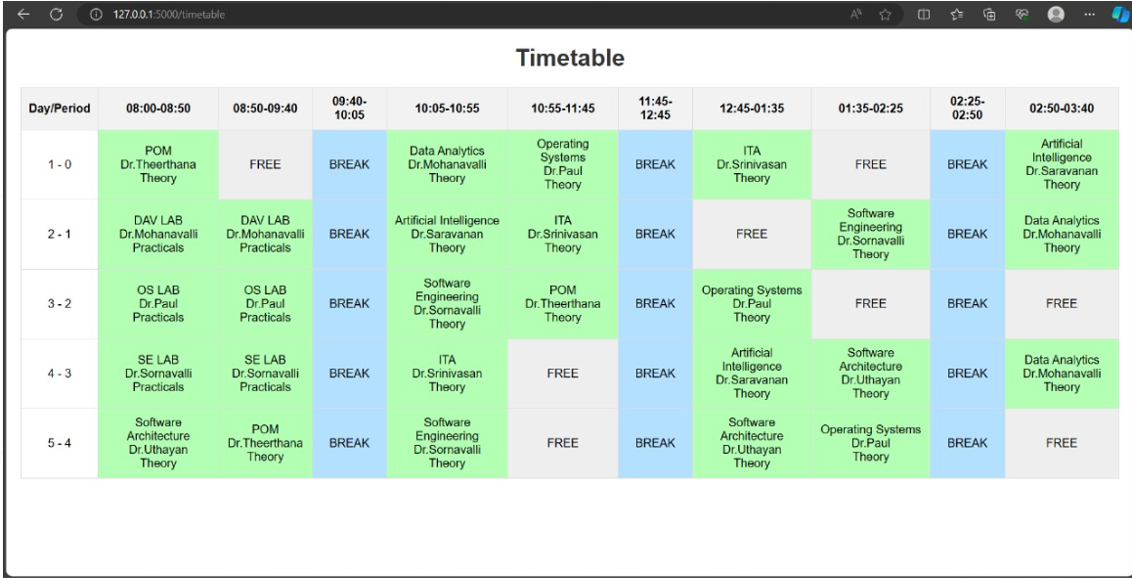 127.0.0.1:5000/timetable
Timetable
Day/Period 08:00-08:50 08:50-09:40 09:40-10:05 10:05-10:55 10:55-11:45 11:45-12:45 12:45-01:35 01:35-02:25 02:25-02:50 02:50-03:40
1 - 0
POM
Dr.Theerthana
Theory
FREE
BREAK
Data Analytics
Dr.Mohanavalli
Theory
Operating
Systems
Dr.Paul
Theory
BREAK
ITA
Dr.Srinivasan
Theory
FREE
BREAK
Artificial
Intelligence
Dr.Saravanan
Theory
2 - 1
DAV LAB
Dr.Mohanavalli
Practicals
DAV LAB
Dr.Mohanavalli
Practicals
BREAK
Artificial Intelligence
Dr.Saravanan
Theory
ITA
Dr.Srinivasan
Theory
BREAK
FREE
Software
Engineering
Dr.Sornavalli
Theory
BREAK
Data Analytics
Dr.Mohanavalli
Theory
3 - 2
OS LAB
Dr.Paul
Practicals
OS LAB
Dr.Paul
Practicals
BREAK
Software
Engineering
Dr.Sornavalli
Theory
POM
Dr.Theerthana
Theory
BREAK
Operating Systems
Dr.Paul
Theory
FREE
BREAK
FREE
4 - 3
SE LAB
Dr.Sornavalli
Practicals
SE LAB
Dr.Sornavalli
Practicals
BREAK
ITA
Dr.Srinivasan
Theory
FREE
BREAK
Artificial
Intelligence
Dr.Saravanan
Theory
Software
Architecture
Dr.Uthayan
Theory
BREAK
Data Analytics
Dr.Mohanavalli
Theory
5 - 4
Software
Architecture
Dr.Uthayan
Theory
POM
Dr.Theerthana
Theory
BREAK
Software
Engineering
Dr.Sornavalli
Theory
FREE
BREAK
Software
Architecture
Dr.Uthayan
Theory
Operating Systems
Dr.Paul
Theory
BREAK
FREE